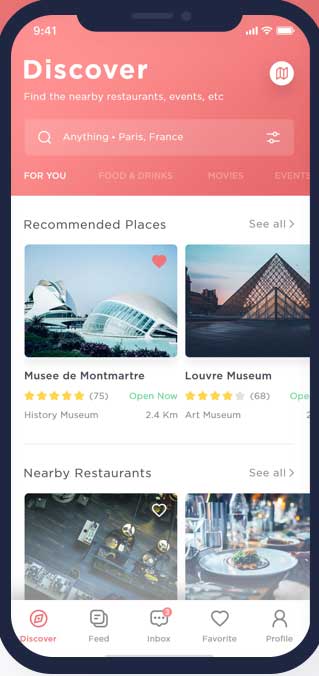 9:41
Discover
Find the nearby restaurants, events, etc
Anything • Paris, France
FOR YOU FOOD & DRINKS MOVIES EVENTS
Recommended Places See all
Musee de Montmartre Louvre Museum
(75) Open Now (68) Ope
History Museum 2.4 Km Art Museum 2
Nearby Restaurants See all
3
Discover Feed Inbox Favorite Profile